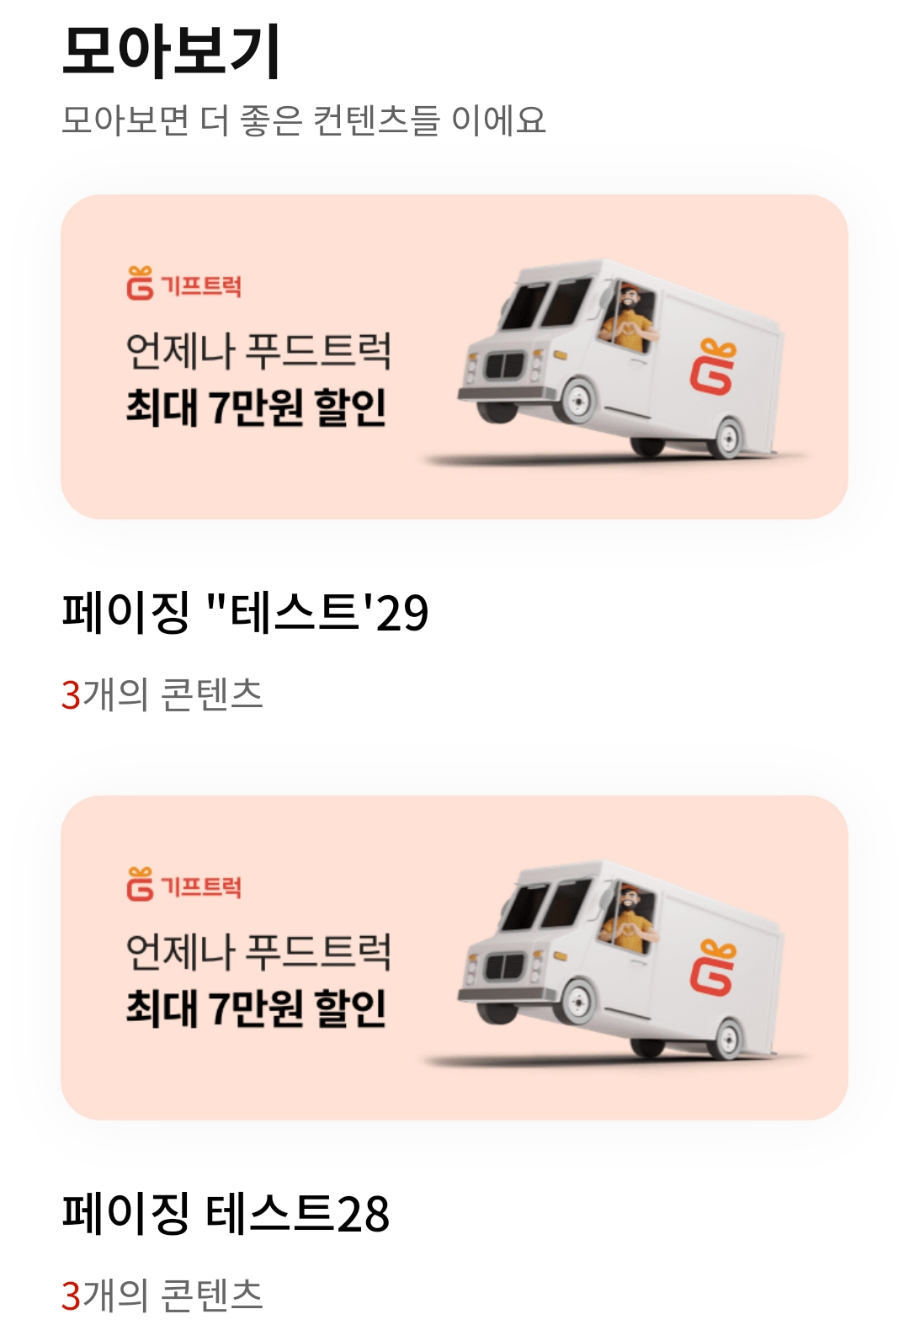 모아보기
모아보면 더 좋은 컨텐츠들 이에요
G 기프트럭
언제나 푸드트럭
최대 7만원 할인
G
페이징 "테스트'29
3개의 콘텐츠
G 기프트럭
언제나 푸드트럭
최대 7만원 할인
G
페이징 테스트28
3개의 콘텐츠